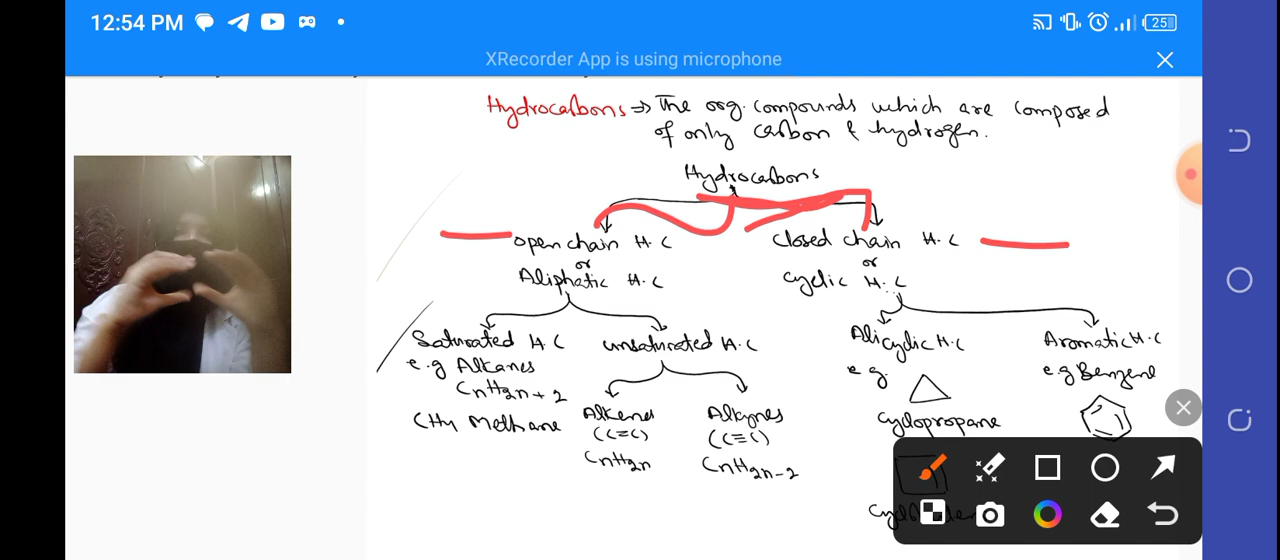 12:54 PM
25
XRecorder App is using microphone
Hydrocarbons ⇒ The org. compounds which are composed
of only carbon & hydrogen.
Hydrocarbons
open chain H.C
or
Aliphatic H.C
Closed chain H.C
or
cyclic H.C
Saturated H.C
e.g Alkanes
CnH2n+2
CH4 Methane
unsaturated H.C
Alkenes
(C=C)
CnH2n
Alkynes
(C≡C)
CnH2n-2
Alicyclic H.C
e.g.
cyclopropane
Aromatic H.C
e.g Benzene